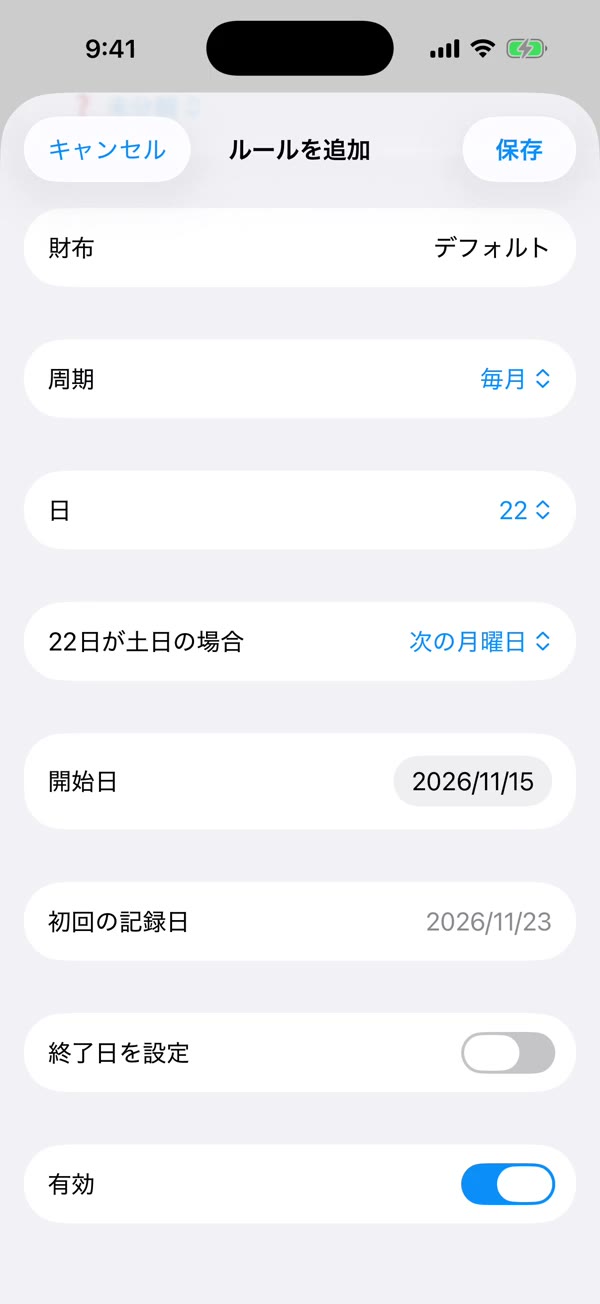 9:41
キャンセル
ルールを追加
保存
財布
デフォルト
周期
毎月
日
22
22日が土日の場合
次の月曜日
開始日
2026/11/15
初回の記録日
2026/11/23
終了日を設定
有効